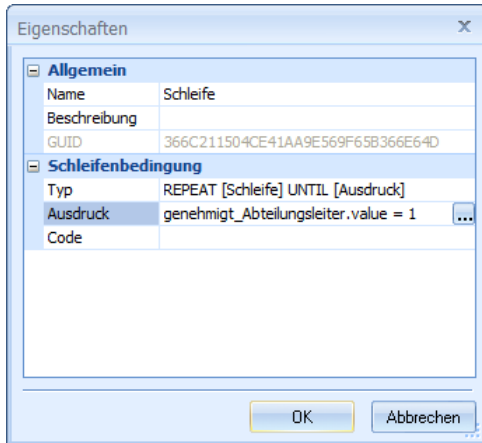 Eigenschaften
Allgemein
Name Schleife
Beschreibung
GUID 366C211504CE41AA9E569F65B366E64D
Schleifenbedingung
Typ REPEAT [Schleife] UNTIL [Ausdruck]
Ausdruck genehmigt_Abteilungsleiter.value = 1 ...
Code
OK Abbrechen